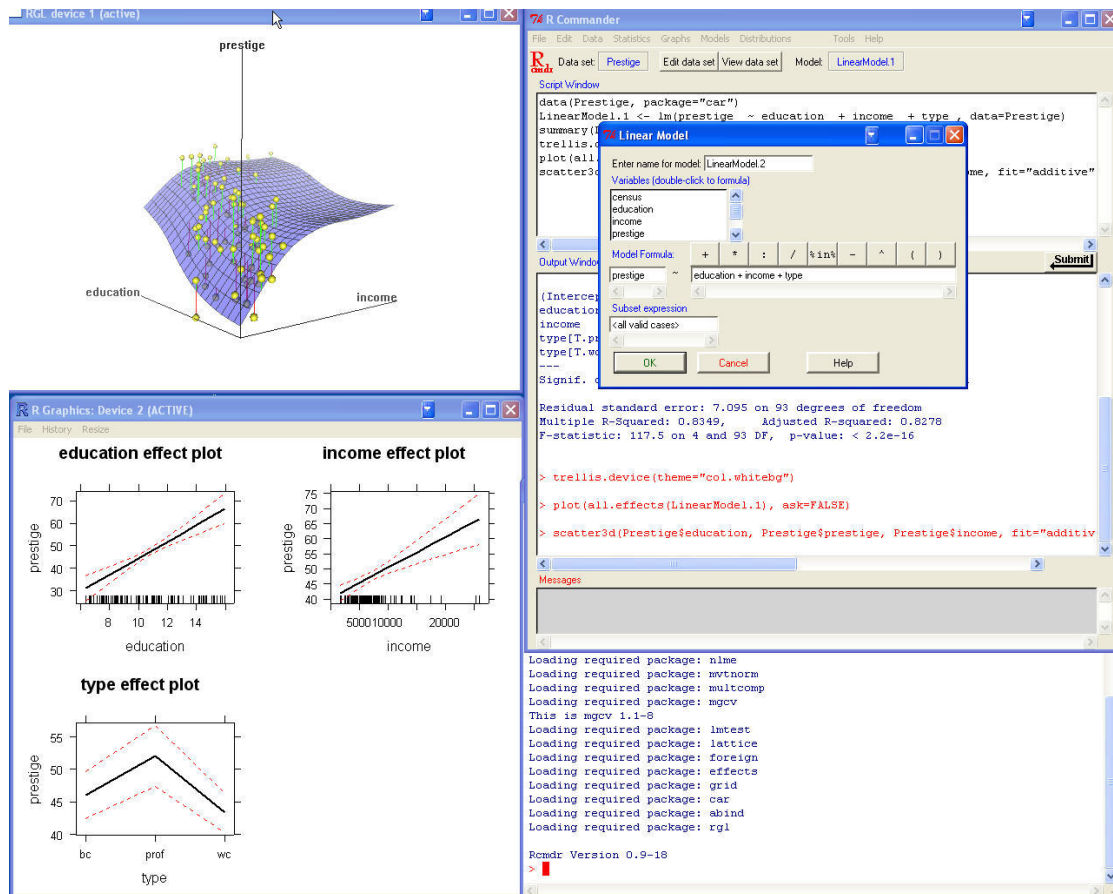 RGL device 1 (active)
prestige
education
income
R Graphics: Device 2 (ACTIVE)
File History Resize
education effect plot
prestige
70
60
50
40
30
8 10 12 14
education
income effect plot
prestige
75
70
65
60
55
50
45
40
5000 10000 20000
income
type effect plot
prestige
55
50
45
40
bc prof wc
type
R Commander
File Edit Data Statistics Graphs Models Distributions Tools Help
R cmdr Data set: Prestige Edit data set View data set Model: LinearModel.1
Script Window
data(Prestige, package="car")
LinearModel.1 <- lm(prestige ~ education + income + type , data=Prestige)
summary(
trellis.
plot(all.
scatter3d ome, fit="additive"
Linear Model
Enter name for model: LinearModel.2
Variables (double-click to formula)
census
education
income
prestige
Model Formula: + * : / %in% - ^ ( )
prestige ~ education + income + type
Subset expression
<all valid cases>
OK Cancel Help
Output Window
Submit
(Intercep
education
income
type[T.pr
type[T.wc
---
Signif. c
Residual standard error: 7.095 on 93 degrees of freedom
Multiple R-Squared: 0.8349, Adjusted R-squared: 0.8278
F-statistic: 117.5 on 4 and 93 DF, p-value: < 2.2e-16
> trellis.device(theme="col.whitebg")
> plot(all.effects(LinearModel.1), ask=FALSE)
> scatter3d(Prestige$education, Prestige$prestige, Prestige$income, fit="additiv
Messages
Loading required package: nlme
Loading required package: mvtnorm
Loading required package: multcomp
Loading required package: mgcv
This is mgcv 1.1-8
Loading required package: lmtest
Loading required package: lattice
Loading required package: foreign
Loading required package: effects
Loading required package: grid
Loading required package: car
Loading required package: abind
Loading required package: rgl
Rcmdr Version 0.9-18
>